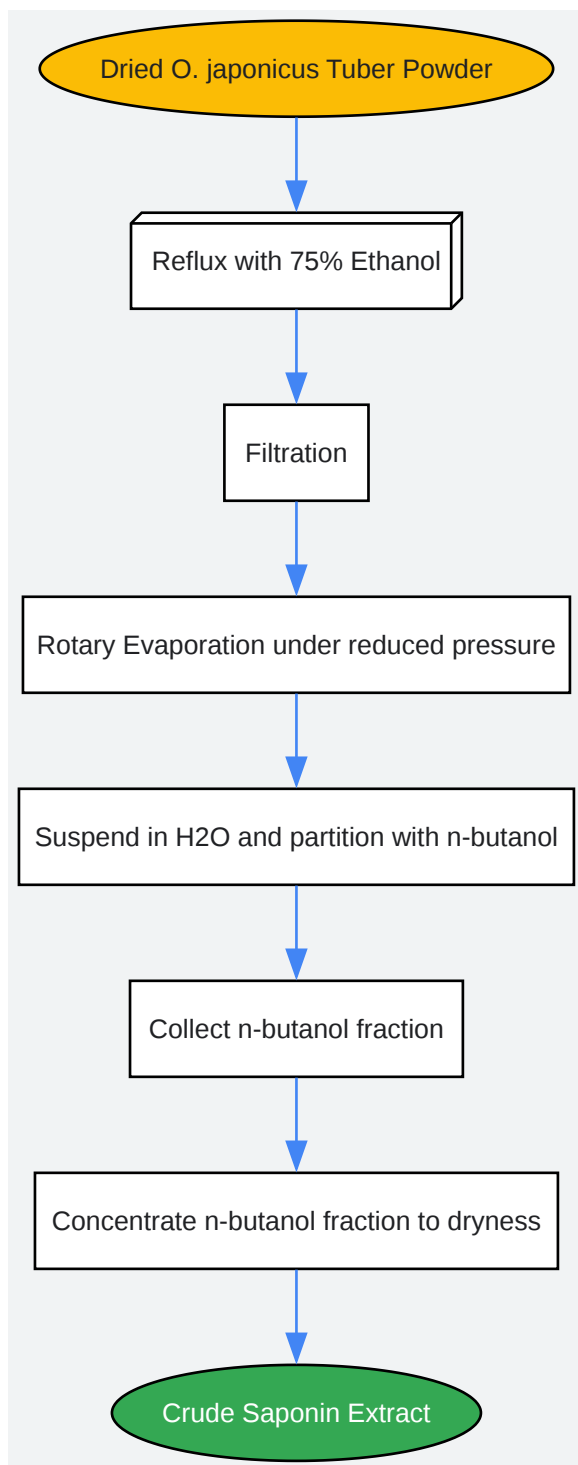 Dried O. japonicus Tuber Powder
Reflux with 75% Ethanol
Filtration
Rotary Evaporation under reduced pressure
Suspend in H2O and partition with n-butanol
Collect n-butanol fraction
Concentrate n-butanol fraction to dryness
Crude Saponin Extract